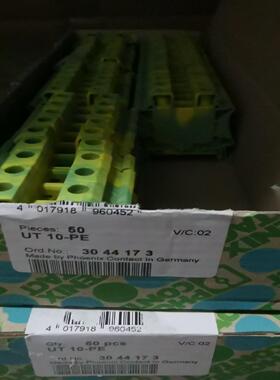 4 017918 960452
Pieces: 50
V/C:02
UT 10-PE
Ord No.: 30 44 17 3
Made by Phoenix Contact in Germany
4 017918 960452
Qty. 50 pcs
V/C 02
UT 10-PE
30 44 17 3
Made by Phoenix Contact in Germany